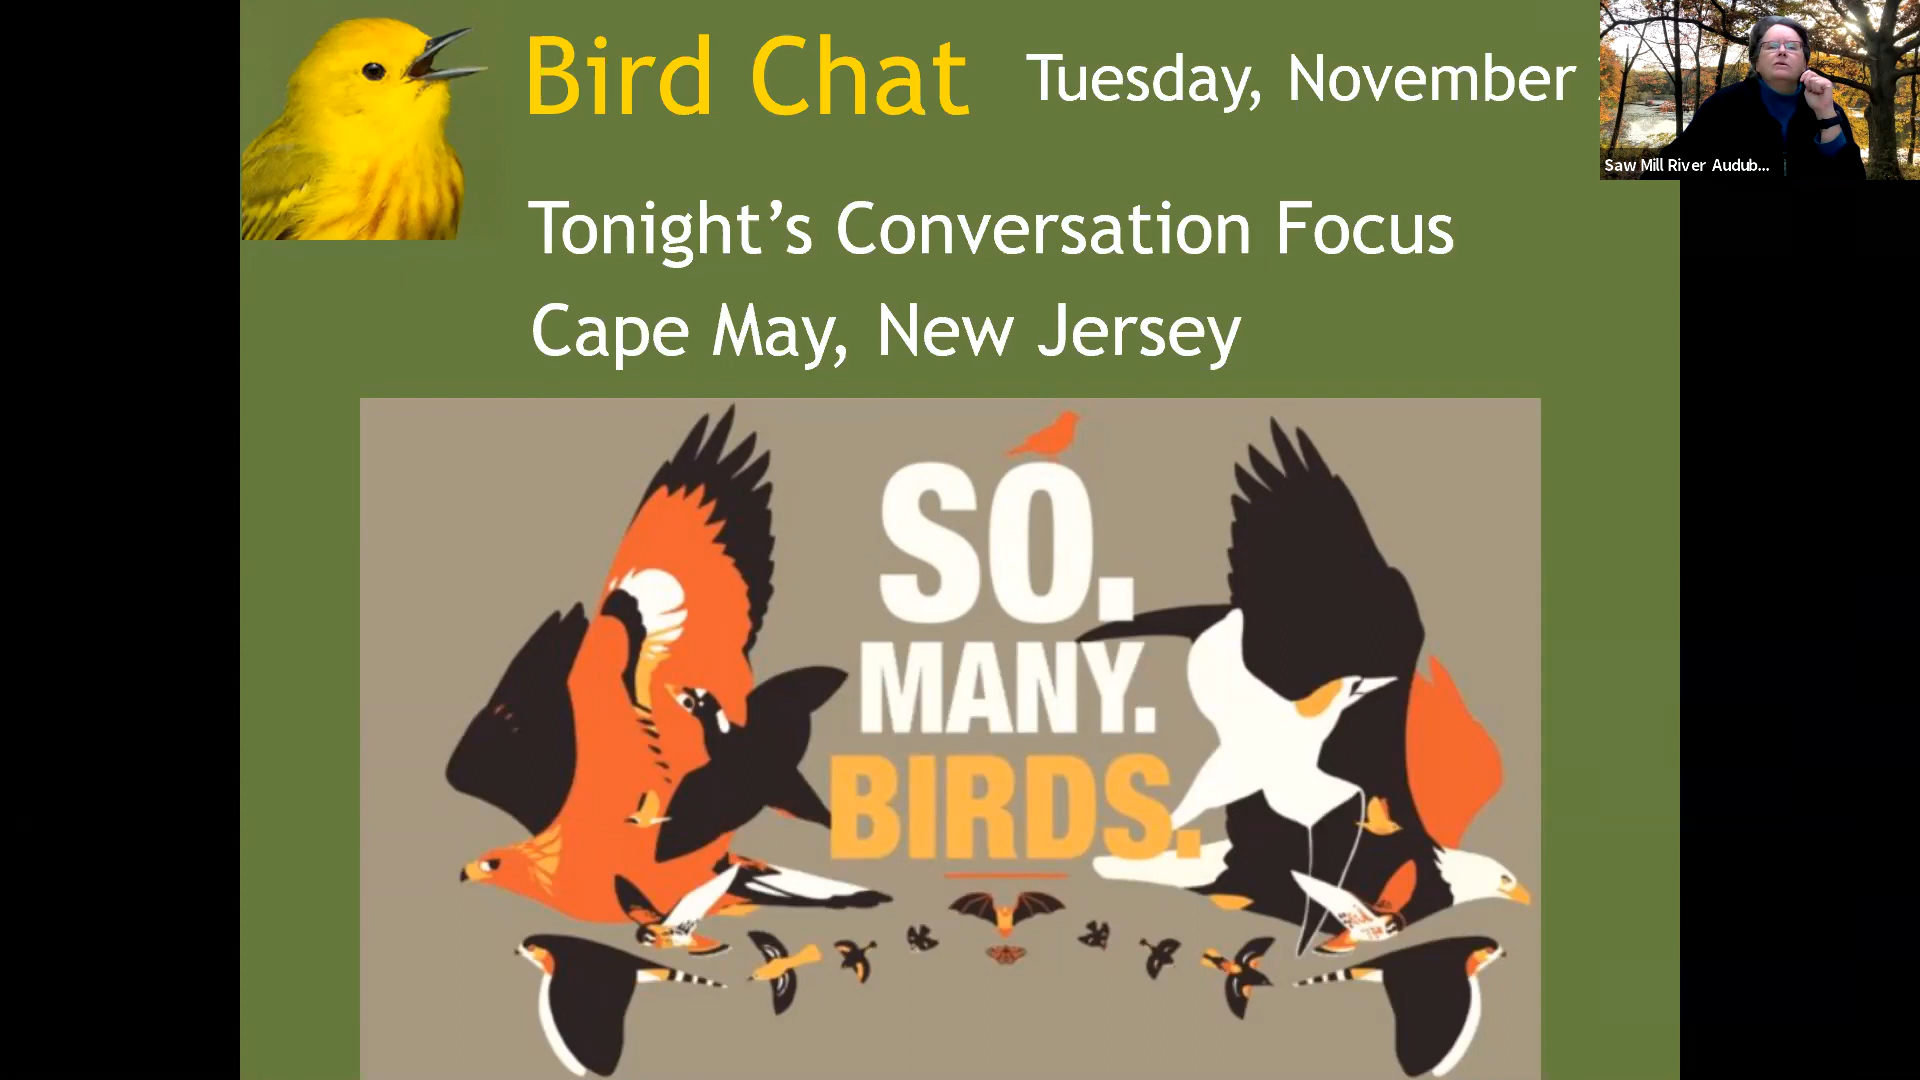 Bird Chat Tuesday, November
Saw Mill River Audub...
Tonight’s Conversation Focus
Cape May, New Jersey
SO.
MANY.
BIRDS.